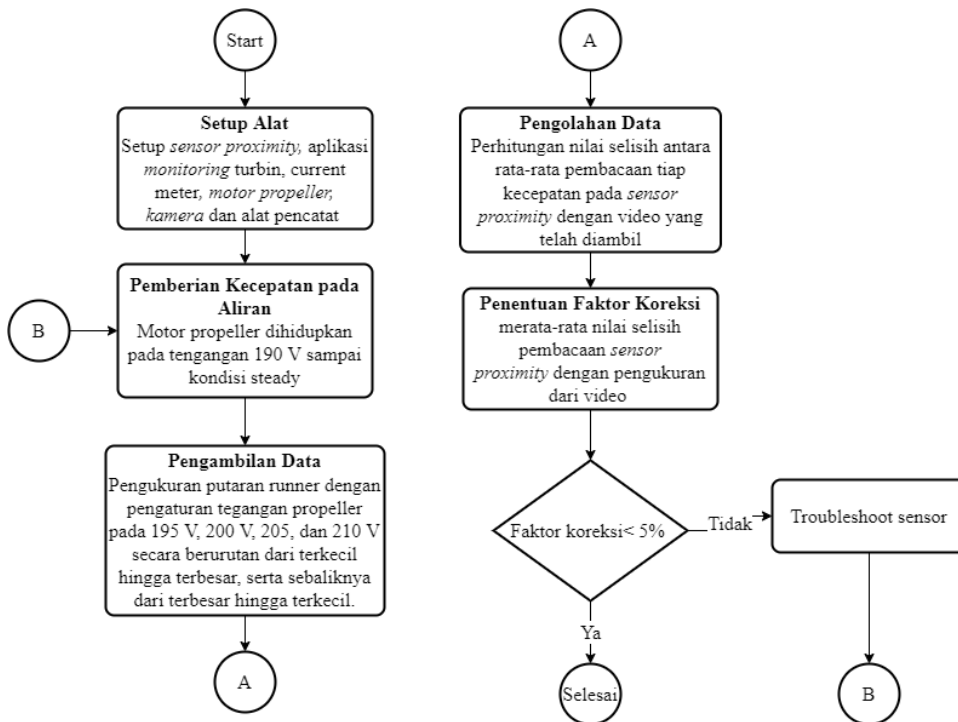 Start
Setup Alat
Setup sensor proximity, aplikasi
monitoring turbin, current
meter, motor propeller,
kamera dan alat pencatat
B
Pemberian Kecepatan pada
Aliran
Motor propeller dihidupkan
pada tengangan 190 V sampai
kondisi steady
Pengambilan Data
Pengukuran putaran runner dengan
pengaturan tegangan propeller
pada 195 V, 200 V, 205, dan 210 V
secara berurutan dari terkecil
hingga terbesar, serta sebaliknya
dari terbesar hingga terkecil.
A
A
Pengolahan Data
Perhitungan nilai selisih antara
rata-rata pembacaan tiap
kecepatan pada sensor
proximity dengan video yang
telah diambil
Penentuan Faktor Koreksi
merata-rata nilai selisih
pembacaan sensor
proximity dengan pengukuran
dari video
Faktor koreksi< 5%
Tidak
Troubleshoot sensor
Ya
Selesai
B